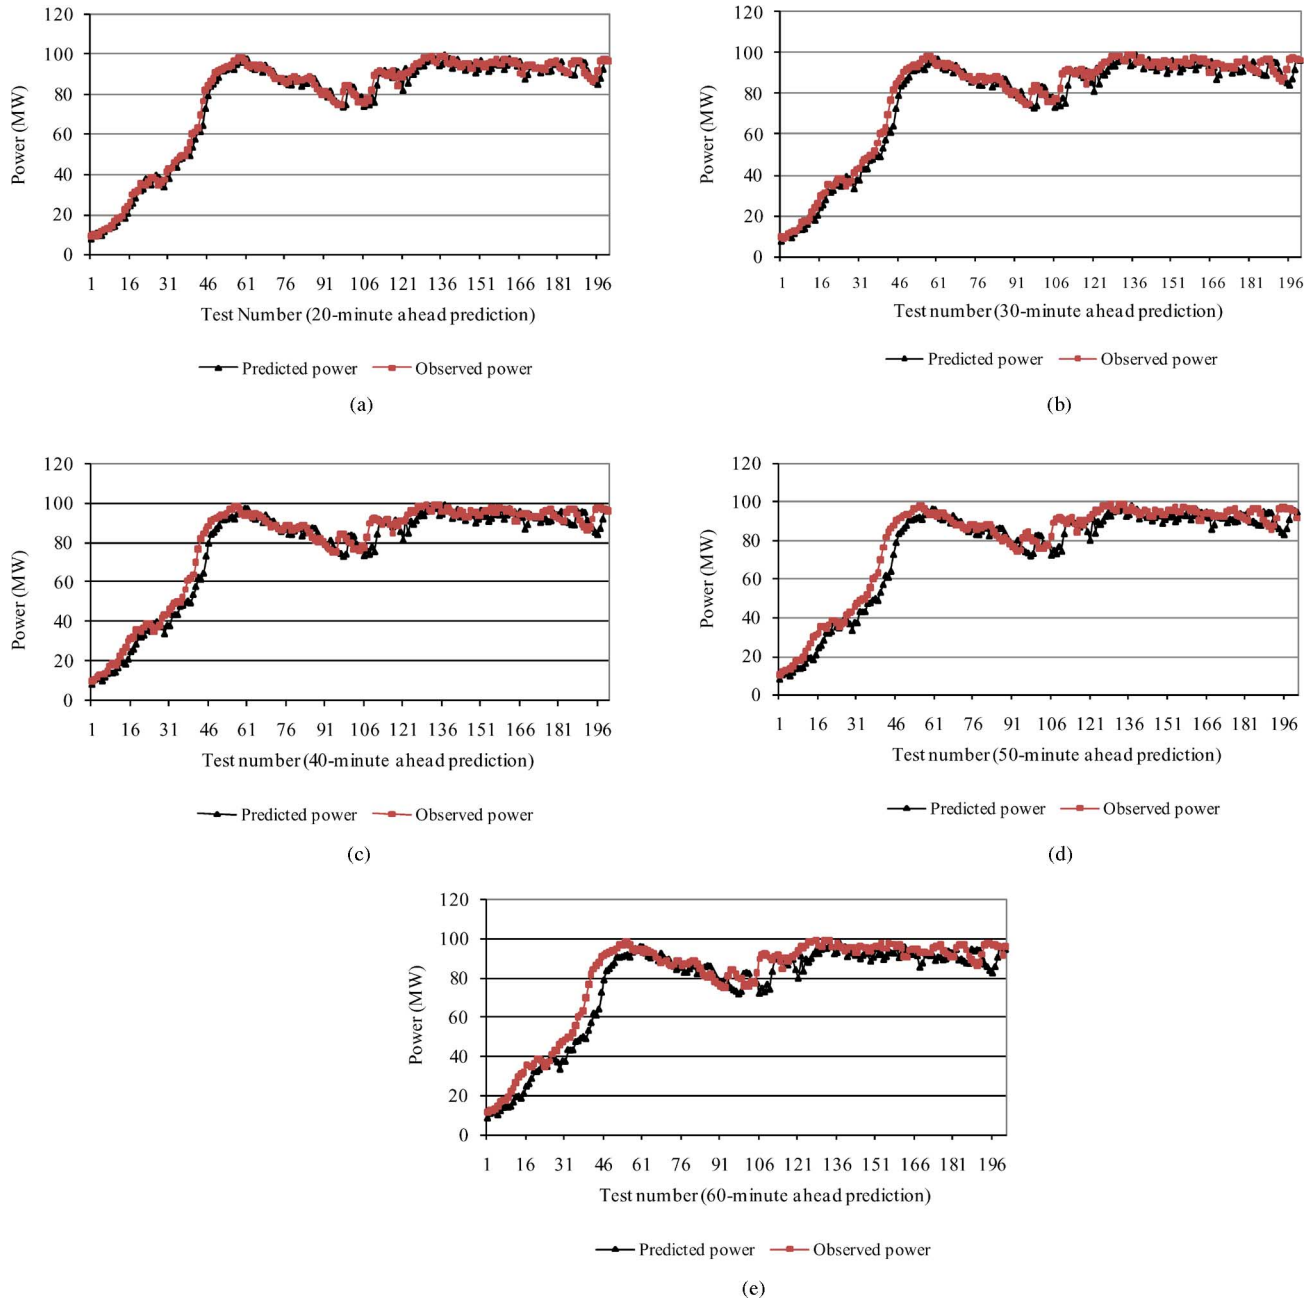 120
100
80
60
40
20
0
Power (MW)
1 16 31 46 61 76 91 106 121 136 151 166 181 196
Test Number (20-minute ahead prediction)
Predicted power Observed power
(a)
120
100
80
60
40
20
0
Power (MW)
1 16 31 46 61 76 91 106 121 136 151 166 181 196
Test number (30-minute ahead prediction)
Predicted power Observed power
(b)
120
100
80
60
40
20
0
Power (MW)
1 16 31 46 61 76 91 106 121 136 151 166 181 196
Test number (40-minute ahead prediction)
Predicted power Observed power
(c)
120
100
80
60
40
20
0
Power (MW)
1 16 31 46 61 76 91 106 121 136 151 166 181 196
Test number (50-minute ahead prediction)
Predicted power Observed power
(d)
120
100
80
60
40
20
0
Power (MW)
1 16 31 46 61 76 91 106 121 136 151 166 181 196
Test number (60-minute ahead prediction)
Predicted power Observed power
(e)